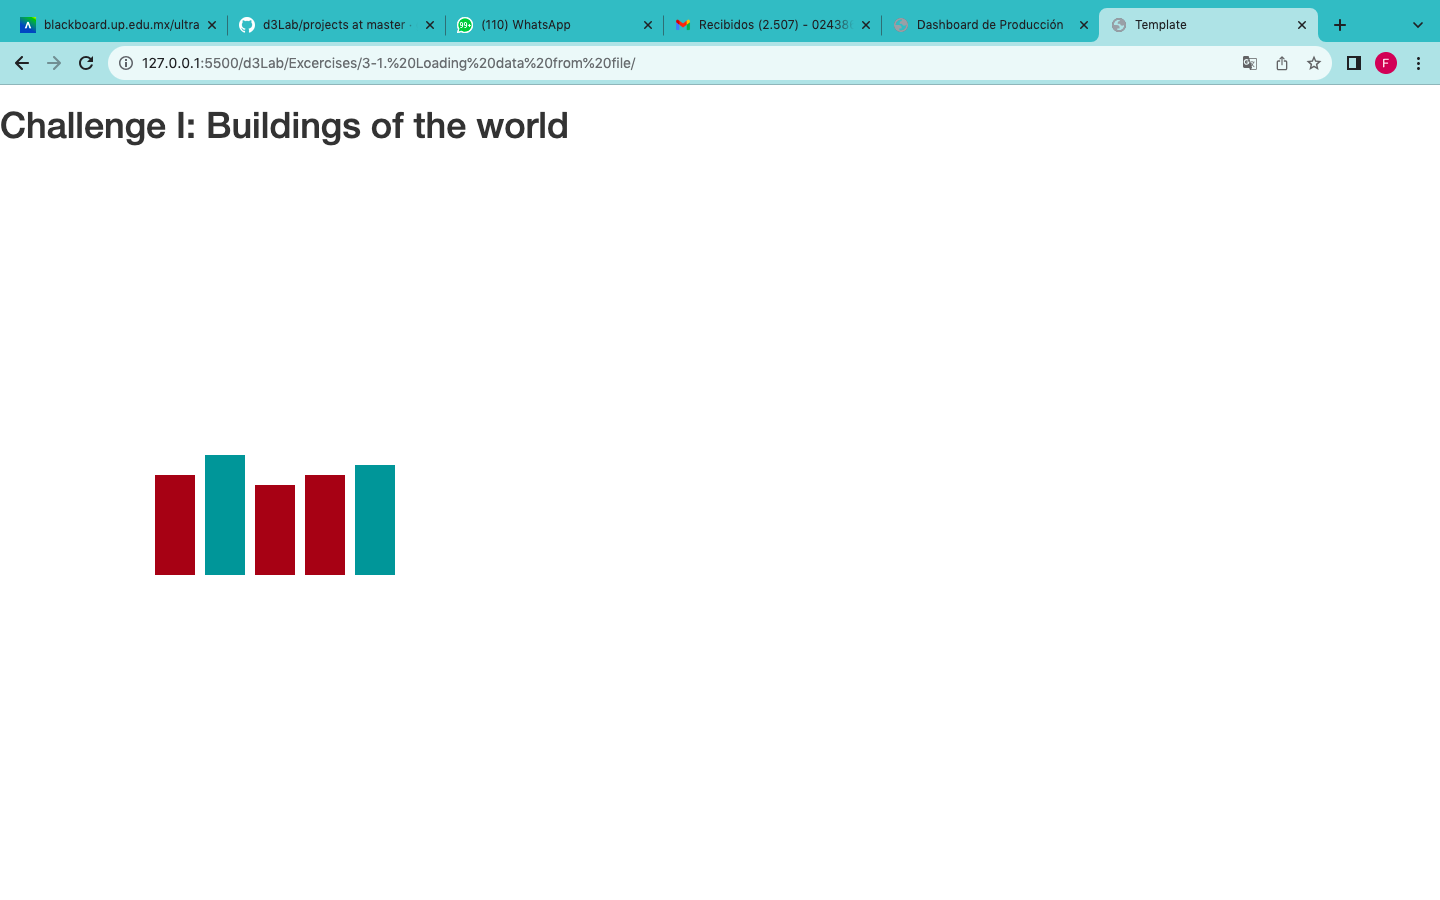 blackboard.up.edu.mx/ultra
d3Lab/projects at master
(110) WhatsApp
Recibidos (2.507) - 02438
Dashboard de Producción
Template
127.0.0.1:5500/d3Lab/Excercises/3-1.%20Loading%20data%20from%20file/
F
Challenge I: Buildings of the world